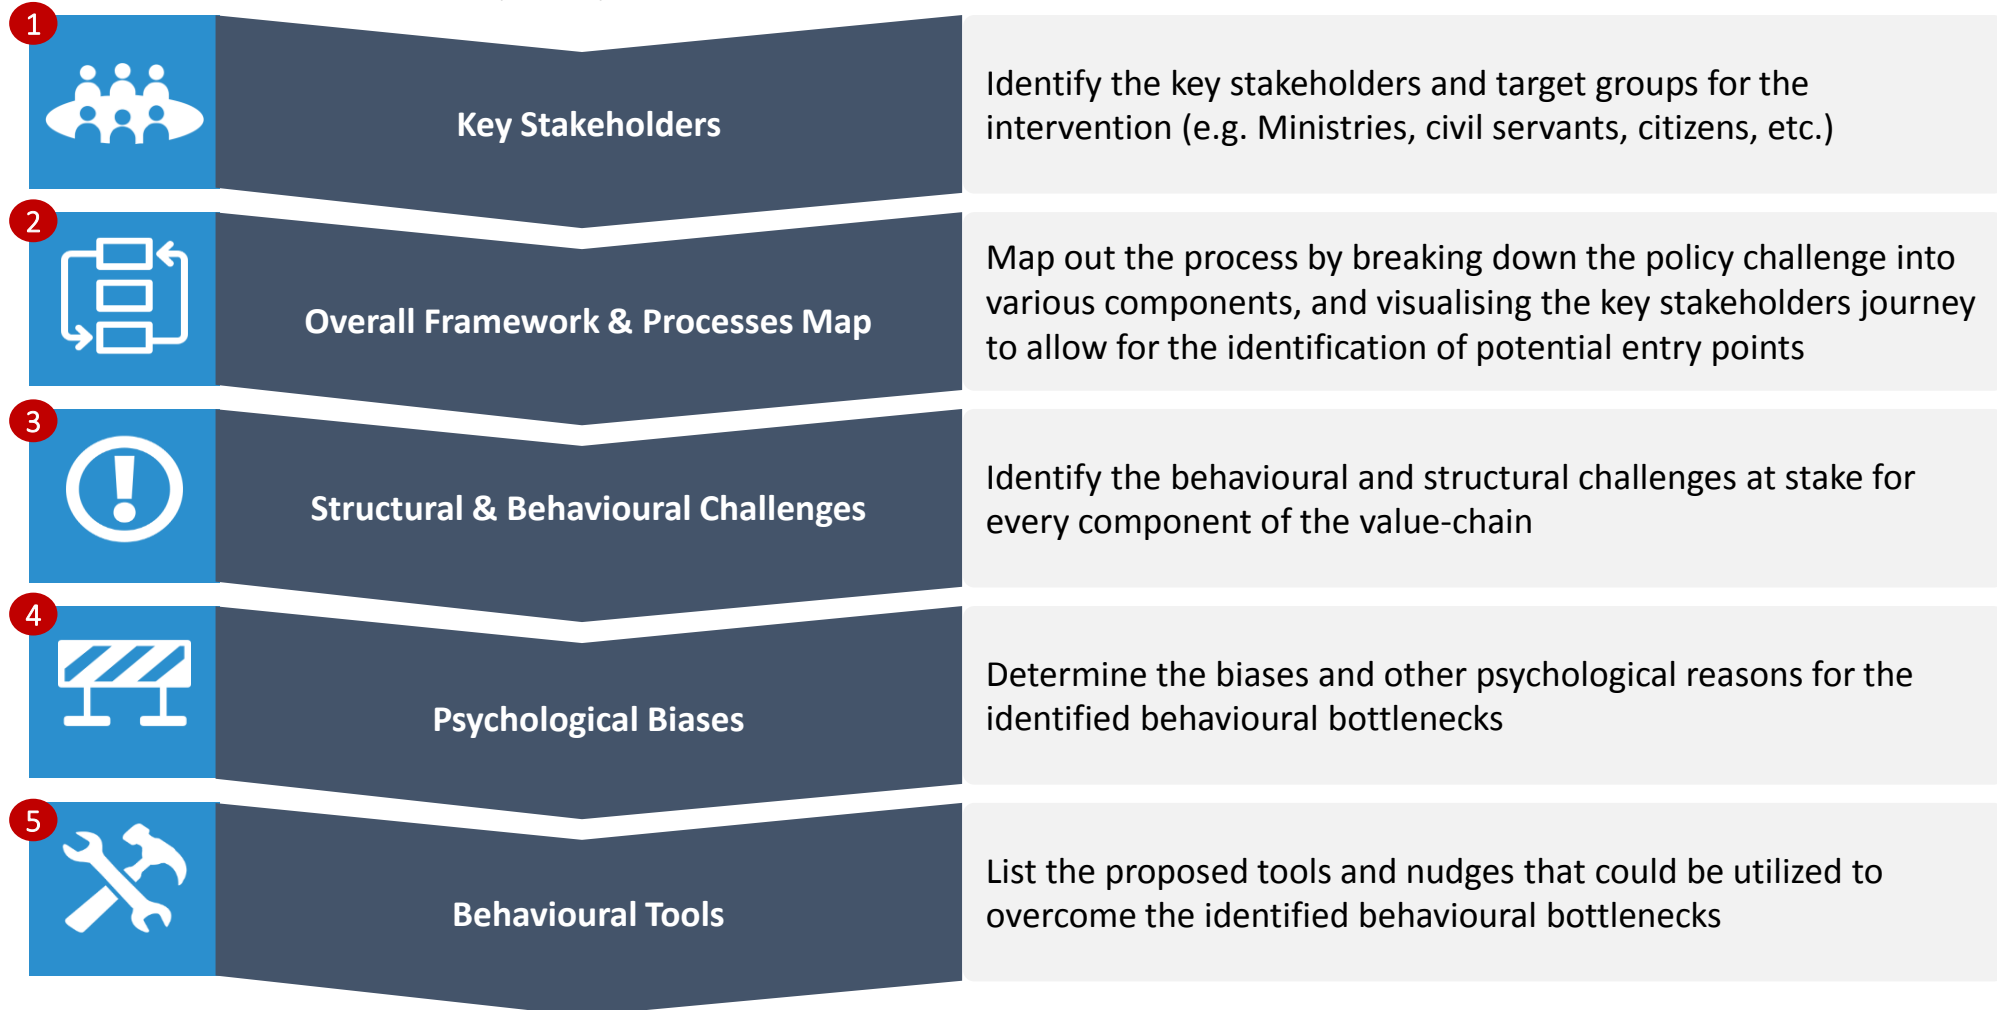 1
Key Stakeholders
Identify the key stakeholders and target groups for the
intervention (e.g. Ministries, civil servants, citizens, etc.)
2
Overall Framework & Processes Map
Map out the process by breaking down the policy challenge into
various components, and visualising the key stakeholders journey
to allow for the identification of potential entry points
3
Structural & Behavioural Challenges
Identify the behavioural and structural challenges at stake for
every component of the value-chain
4
Psychological Biases
Determine the biases and other psychological reasons for the
identified behavioural bottlenecks
5
Behavioural Tools
List the proposed tools and nudges that could be utilized to
overcome the identified behavioural bottlenecks